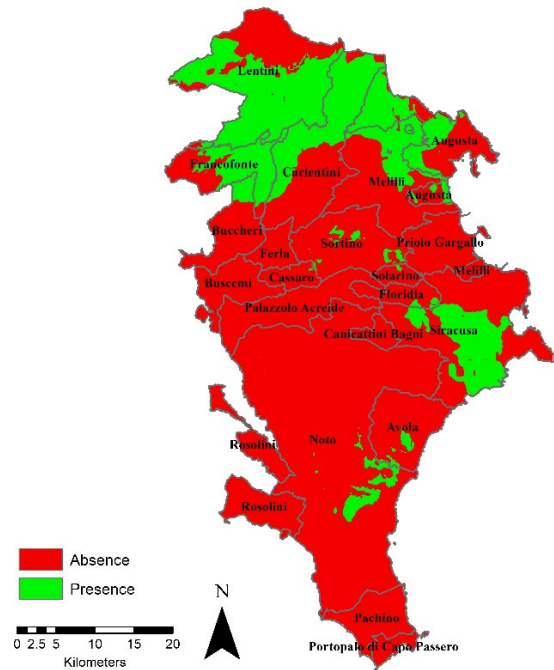 Lentini
Augusta
Francofonte
Carlentini
Melilli
Augusta
Buccheri
Sortino
Priolo Gargallo
Ferla
Melilli
Cassaro
Solarino
Buscemi
Floridia
Palazzolo Acreide
Siracusa
Canicattini Bagni
Avola
Rosolini
Noto
Rosolini
Absence
Presence
N
Pachino
0 2.5 5 10 15 20
Portopalo di Capo Passero
Kilometers